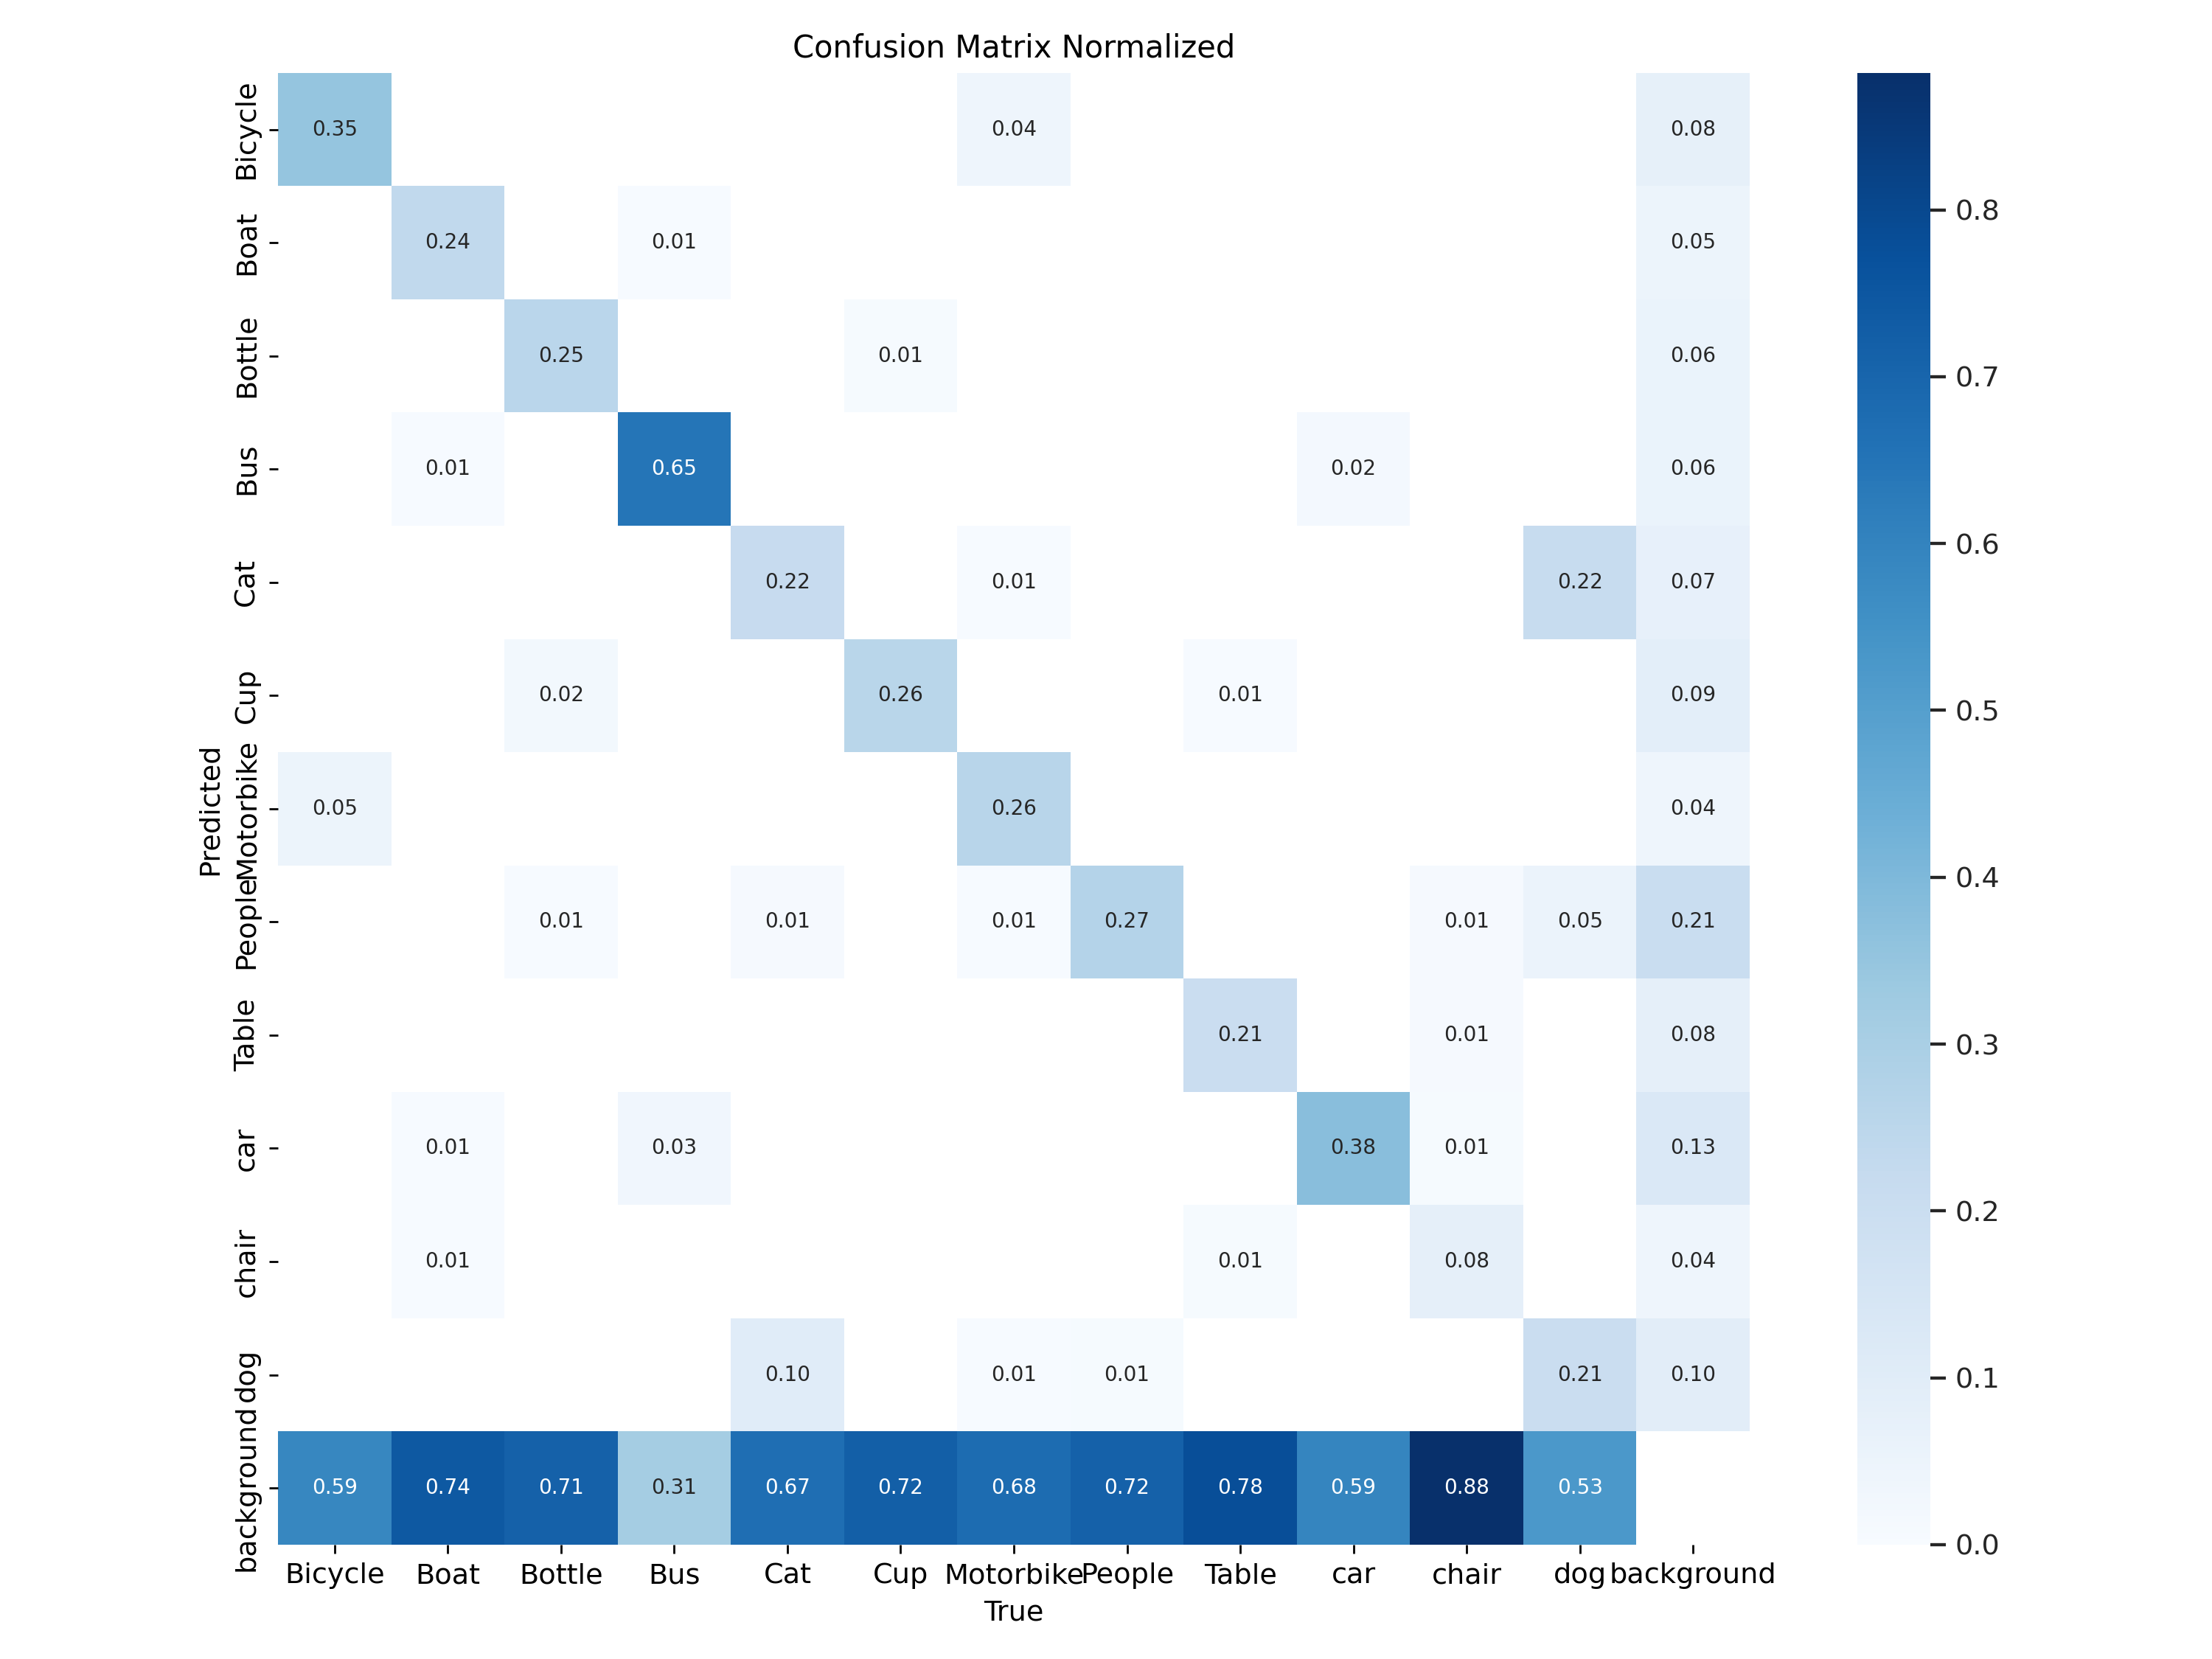 Confusion Matrix Normalized
Bicycle 0.35 0.04 0.08
Boat 0.24 0.01 0.05
Bottle 0.25 0.01 0.06
Bus 0.01 0.65 0.02 0.06
Cat 0.22 0.01 0.22 0.07
Cup 0.02 0.26 0.01 0.09
Motorbike 0.05 0.26 0.04
People 0.01 0.01 0.01 0.27 0.01 0.05 0.21
Table 0.21 0.01 0.08
car 0.01 0.03 0.38 0.01 0.13
chair 0.01 0.01 0.08 0.04
dog 0.10 0.01 0.01 0.21 0.10
background 0.59 0.74 0.71 0.31 0.67 0.72 0.68 0.72 0.78 0.59 0.88 0.53
Predicted
Bicycle Boat Bottle Bus Cat Cup Motorbike People Table car chair dog background
True
0.8
0.7
0.6
0.5
0.4
0.3
0.2
0.1
0.0